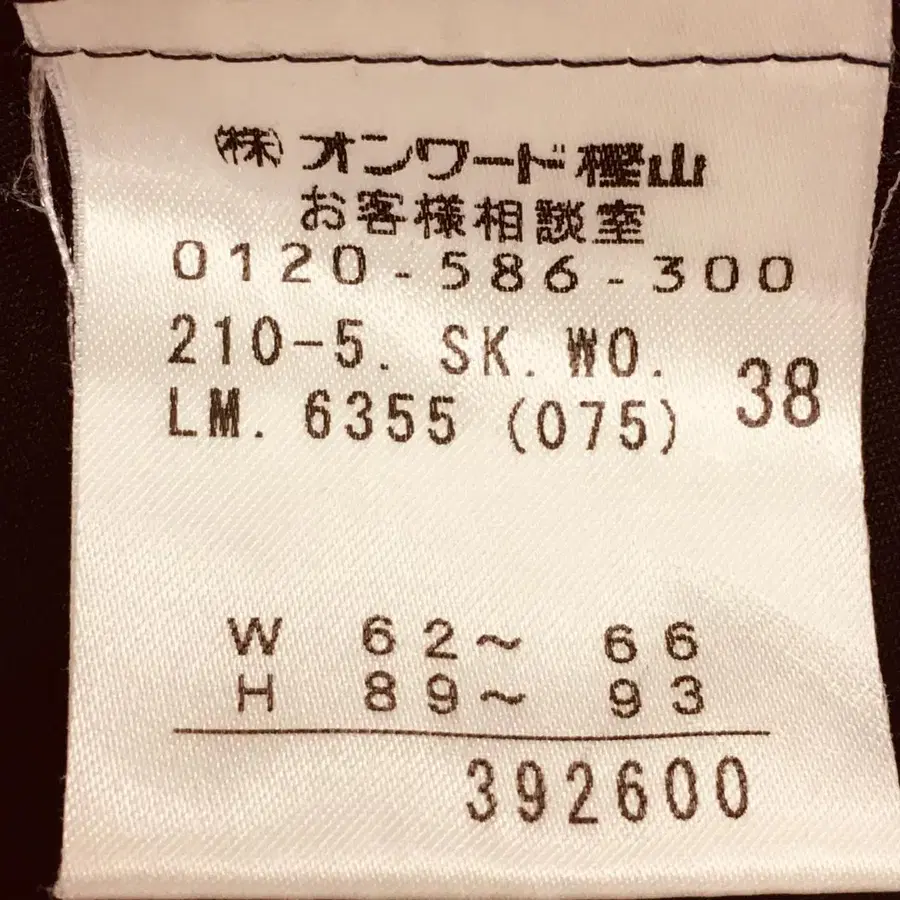 ㈱オンワード樫山
お客様相談室
0120-586-300
210-5. SK. WO.
LM. 6355 (075) 38
W 62～ 66
H 89～ 93
392600